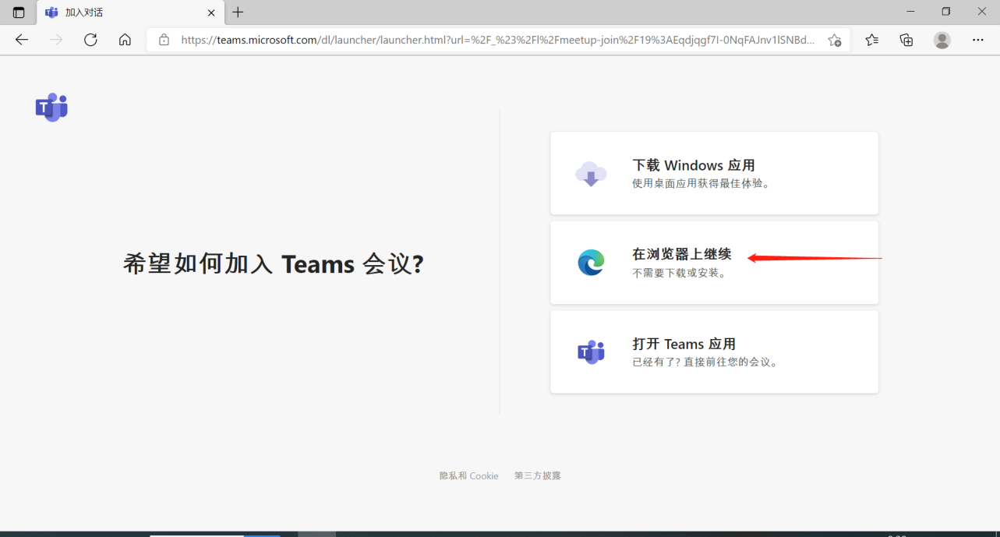 加入对话
https://teams.microsoft.com/dl/launcher/launcher.html?url=%2F_%23%2Fl%2Fmeetup-join%2F19%3AEqdjqgf7I-0NqFAJnv1lSNBd...
下载 Windows 应用
使用桌面应用获得最佳体验。
希望如何加入 Teams 会议?
在浏览器上继续
不需要下载或安装。
打开 Teams 应用
已经有了? 直接前往您的会议。
隐私和 Cookie
第三方披露